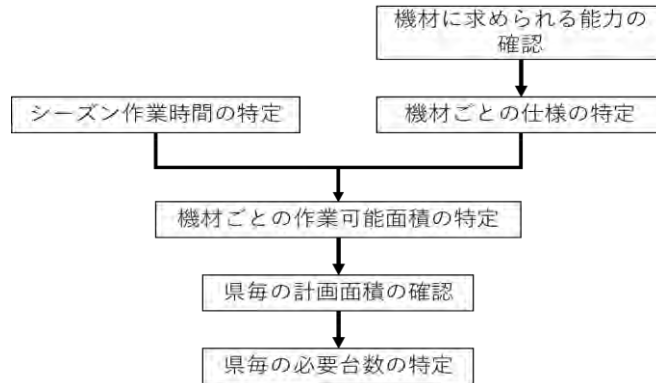 機材に求められる能力の
確認
シーズン作業時間の特定
機材ごとの仕様の特定
機材ごとの作業可能面積の特定
県毎の計画面積の確認
県毎の必要台数の特定